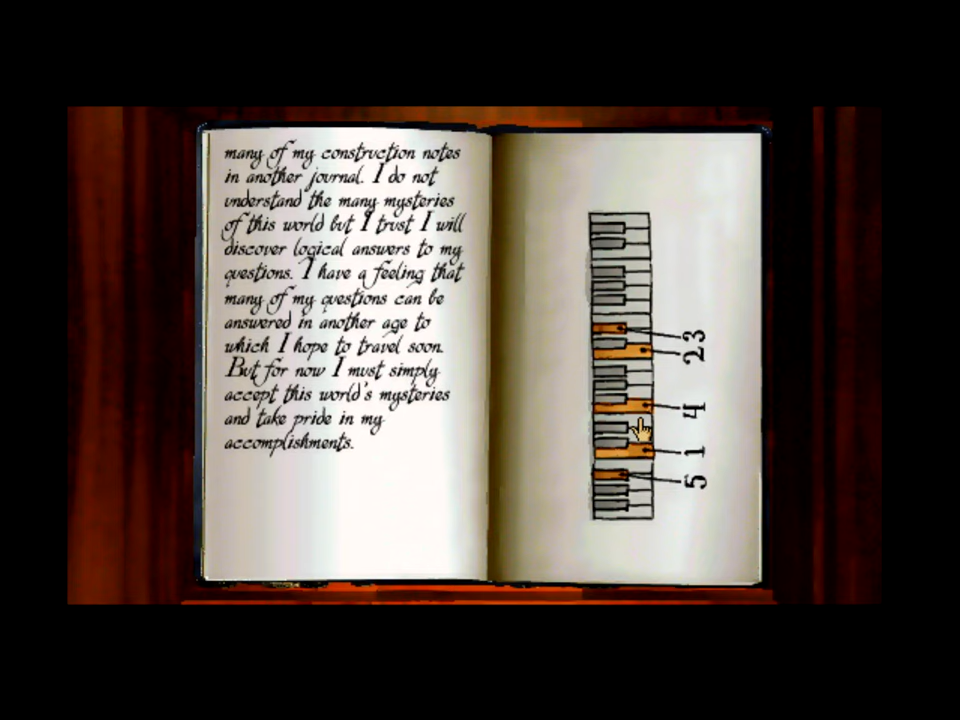 many of my construction notes
in another journal. I do not
understand the many mysteries
of this world but I trust I will
discover logical answers to my
questions. I have a feeling that
many of my questions can be
answered in another age to
which I hope to travel soon.
But for now I must simply
accept this world's mysteries
and take pride in my
accomplishments.
5 1 4 2 3